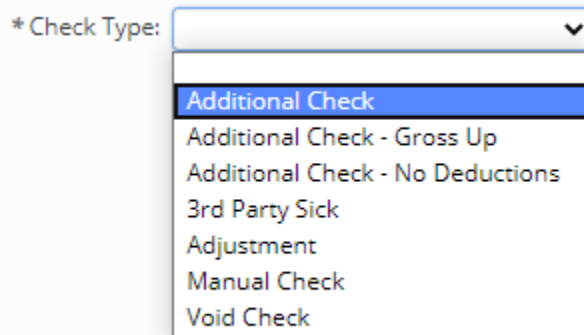 * Check Type:
Additional Check
Additional Check - Gross Up
Additional Check - No Deductions
3rd Party Sick
Adjustment
Manual Check
Void Check